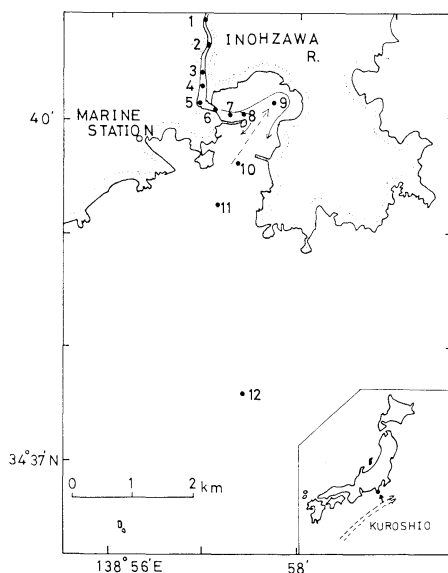 1
INOHZAWA
R.
2
3
4
5
6
7
8
9
40'
MARINE
STATION
10
11
12
34°37'N
0 1 2
km
KUROSHIO
138°56'E
58'